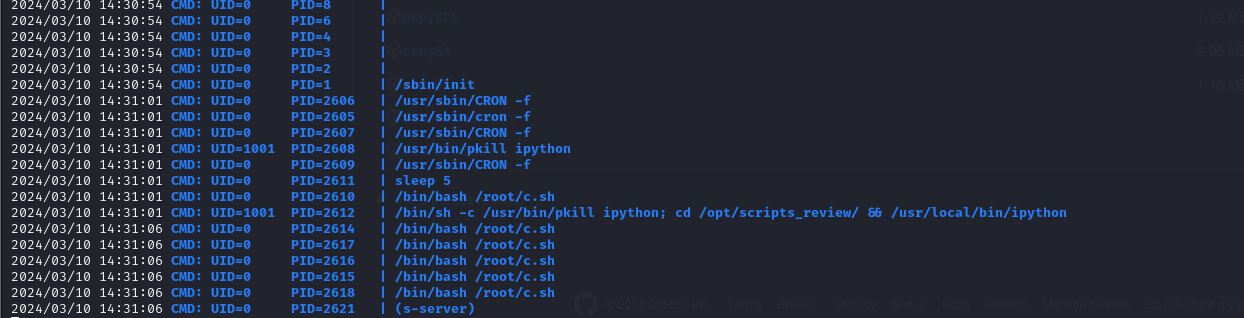 2024/03/10 14:30:54 CMD: UID=0 PID=8 |
2024/03/10 14:30:54 CMD: UID=0 PID=6 |
2024/03/10 14:30:54 CMD: UID=0 PID=4 |
2024/03/10 14:30:54 CMD: UID=0 PID=3 |
2024/03/10 14:30:54 CMD: UID=0 PID=2 |
2024/03/10 14:30:54 CMD: UID=0 PID=1 | /sbin/init
2024/03/10 14:31:01 CMD: UID=0 PID=2606 | /usr/sbin/CRON -f
2024/03/10 14:31:01 CMD: UID=0 PID=2605 | /usr/sbin/cron -f
2024/03/10 14:31:01 CMD: UID=0 PID=2607 | /usr/sbin/CRON -f
2024/03/10 14:31:01 CMD: UID=1001 PID=2608 | /usr/bin/pkill ipython
2024/03/10 14:31:01 CMD: UID=0 PID=2609 | /usr/sbin/CRON -f
2024/03/10 14:31:01 CMD: UID=0 PID=2611 | sleep 5
2024/03/10 14:31:01 CMD: UID=0 PID=2610 | /bin/bash /root/c.sh
2024/03/10 14:31:01 CMD: UID=1001 PID=2612 | /bin/sh -c /usr/bin/pkill ipython; cd /opt/scripts_review/ && /usr/local/bin/ipython
2024/03/10 14:31:06 CMD: UID=0 PID=2614 | /bin/bash /root/c.sh
2024/03/10 14:31:06 CMD: UID=0 PID=2617 | /bin/bash /root/c.sh
2024/03/10 14:31:06 CMD: UID=0 PID=2616 | /bin/bash /root/c.sh
2024/03/10 14:31:06 CMD: UID=0 PID=2615 | /bin/bash /root/c.sh
2024/03/10 14:31:06 CMD: UID=0 PID=2618 | /bin/bash /root/c.sh
2024/03/10 14:31:06 CMD: UID=0 PID=2621 | (s-server)
pspy32s
pspy64
© 2024 GitHub, Inc. Terms Privacy Security Status Docs Contact Manage cookies